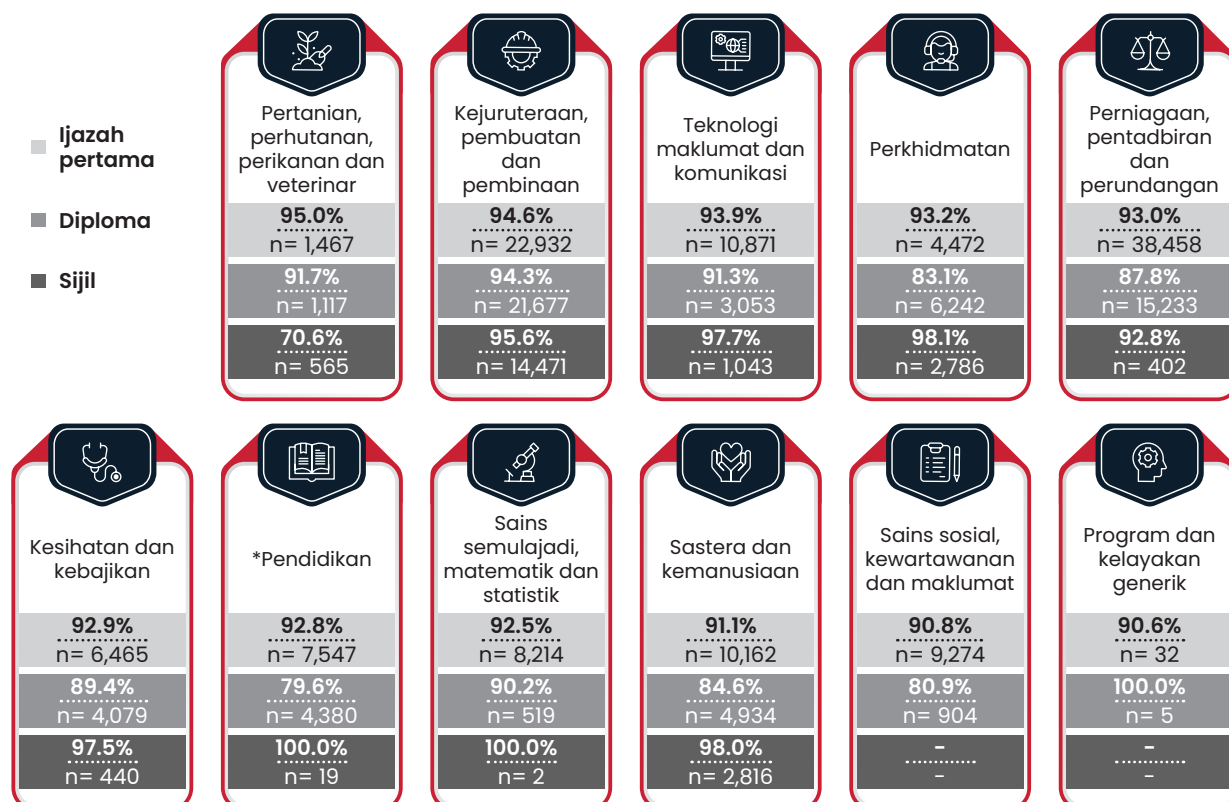 Ijazah
pertama
Diploma
Sijil
Pertanian,
perhutanan,
perikanan dan
veterinar
95.0%
n= 1,467
91.7%
n= 1,117
70.6%
n= 565
Kejuruteraan,
pembuatan
dan
pembinaan
94.6%
n= 22,932
94.3%
n= 21,677
95.6%
n= 14,471
Teknologi
maklumat dan
komunikasi
93.9%
n= 10,871
91.3%
n= 3,053
97.7%
n= 1,043
Perkhidmatan
93.2%
n= 4,472
83.1%
n= 6,242
98.1%
n= 2,786
Perniagaan,
pentadbiran
dan
perundangan
93.0%
n= 38,458
87.8%
n= 15,233
92.8%
n= 402
Kesihatan dan
kebajikan
92.9%
n= 6,465
89.4%
n= 4,079
97.5%
n= 440
*Pendidikan
92.8%
n= 7,547
79.6%
n= 4,380
100.0%
n= 19
Sains
semulajadi,
matematik dan
statistik
92.5%
n= 8,214
90.2%
n= 519
100.0%
n= 2
Sastera dan
kemanusiaan
91.1%
n= 10,162
84.6%
n= 4,934
98.0%
n= 2,816
Sains sosial,
kewartawanan
dan maklumat
90.8%
n= 9,274
80.9%
n= 904
-
-
Program dan
kelayakan
generik
90.6%
n= 32
100.0%
n= 5
-
-